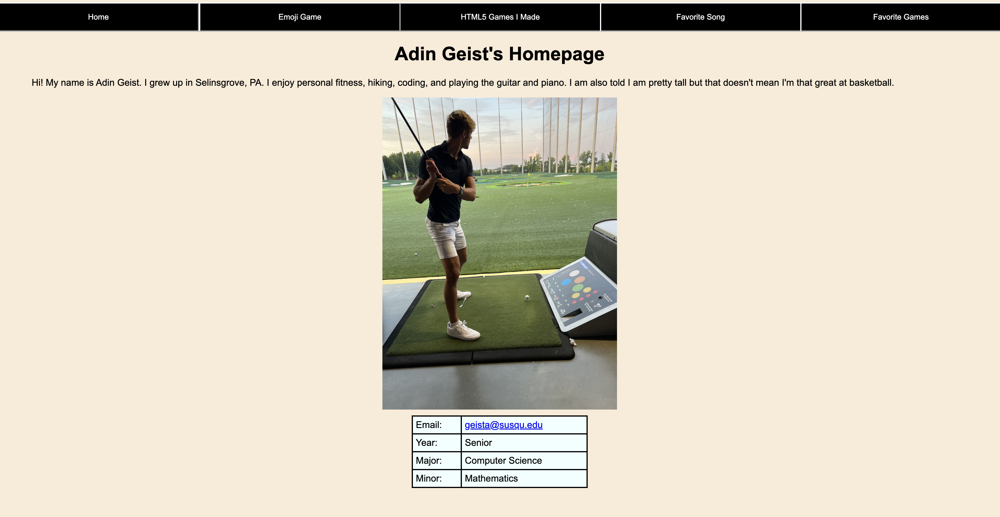 Home
Emoji Game
HTML5 Games I Made
Favorite Song
Favorite Games
Adin Geist's Homepage
Hi! My name is Adin Geist. I grew up in Selinsgrove, PA. I enjoy personal fitness, hiking, coding, and playing the guitar and piano. I am also told I am pretty tall but that doesn't mean I'm that great at basketball.
TOPGOLF
Email: geista@susqu.edu
Year: Senior
Major: Computer Science
Minor: Mathematics